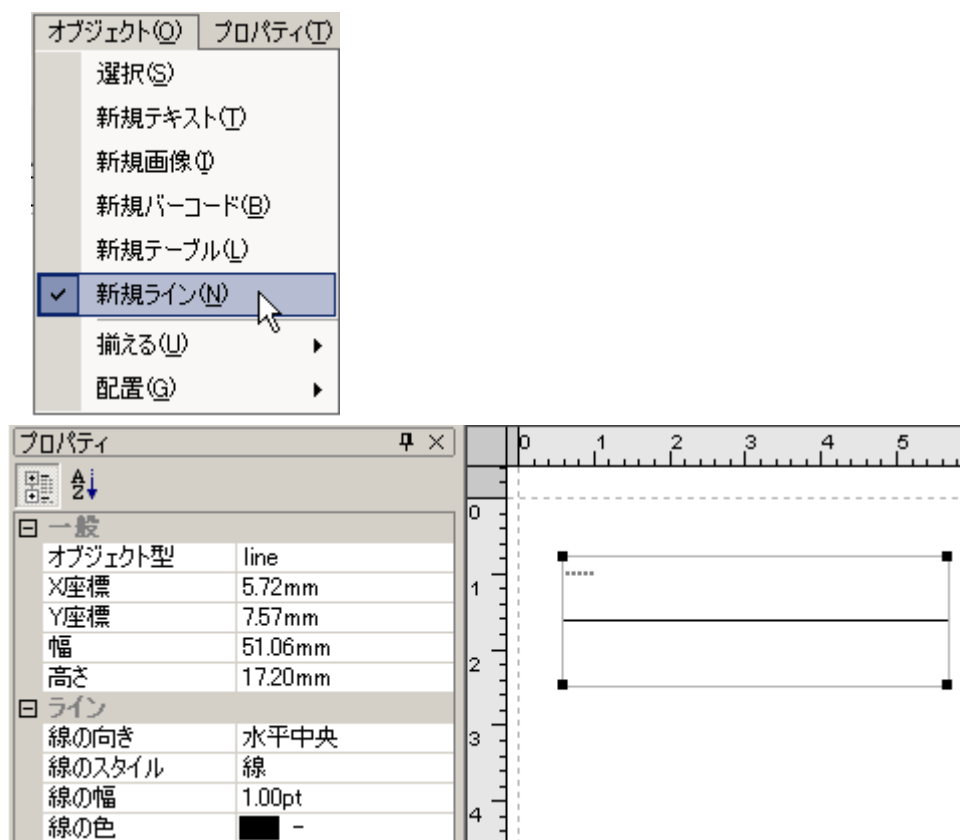 オブジェクト(O) プロパティ(T)
選択(S)
新規テキスト(T)
新規画像(I)
新規バーコード(B)
新規テーブル(L)
新規ライン(N)
揃える(U)
配置(G)
プロパティ
0 1 2 3 4 5
A
Z
一般
オブジェクト型 line
X座標 5.72mm
Y座標 7.57mm
幅 51.06mm
高さ 17.20mm
ライン
線の向き 水平中央
線のスタイル 線
線の幅 1.00pt
線の色
0
1
2
3
4